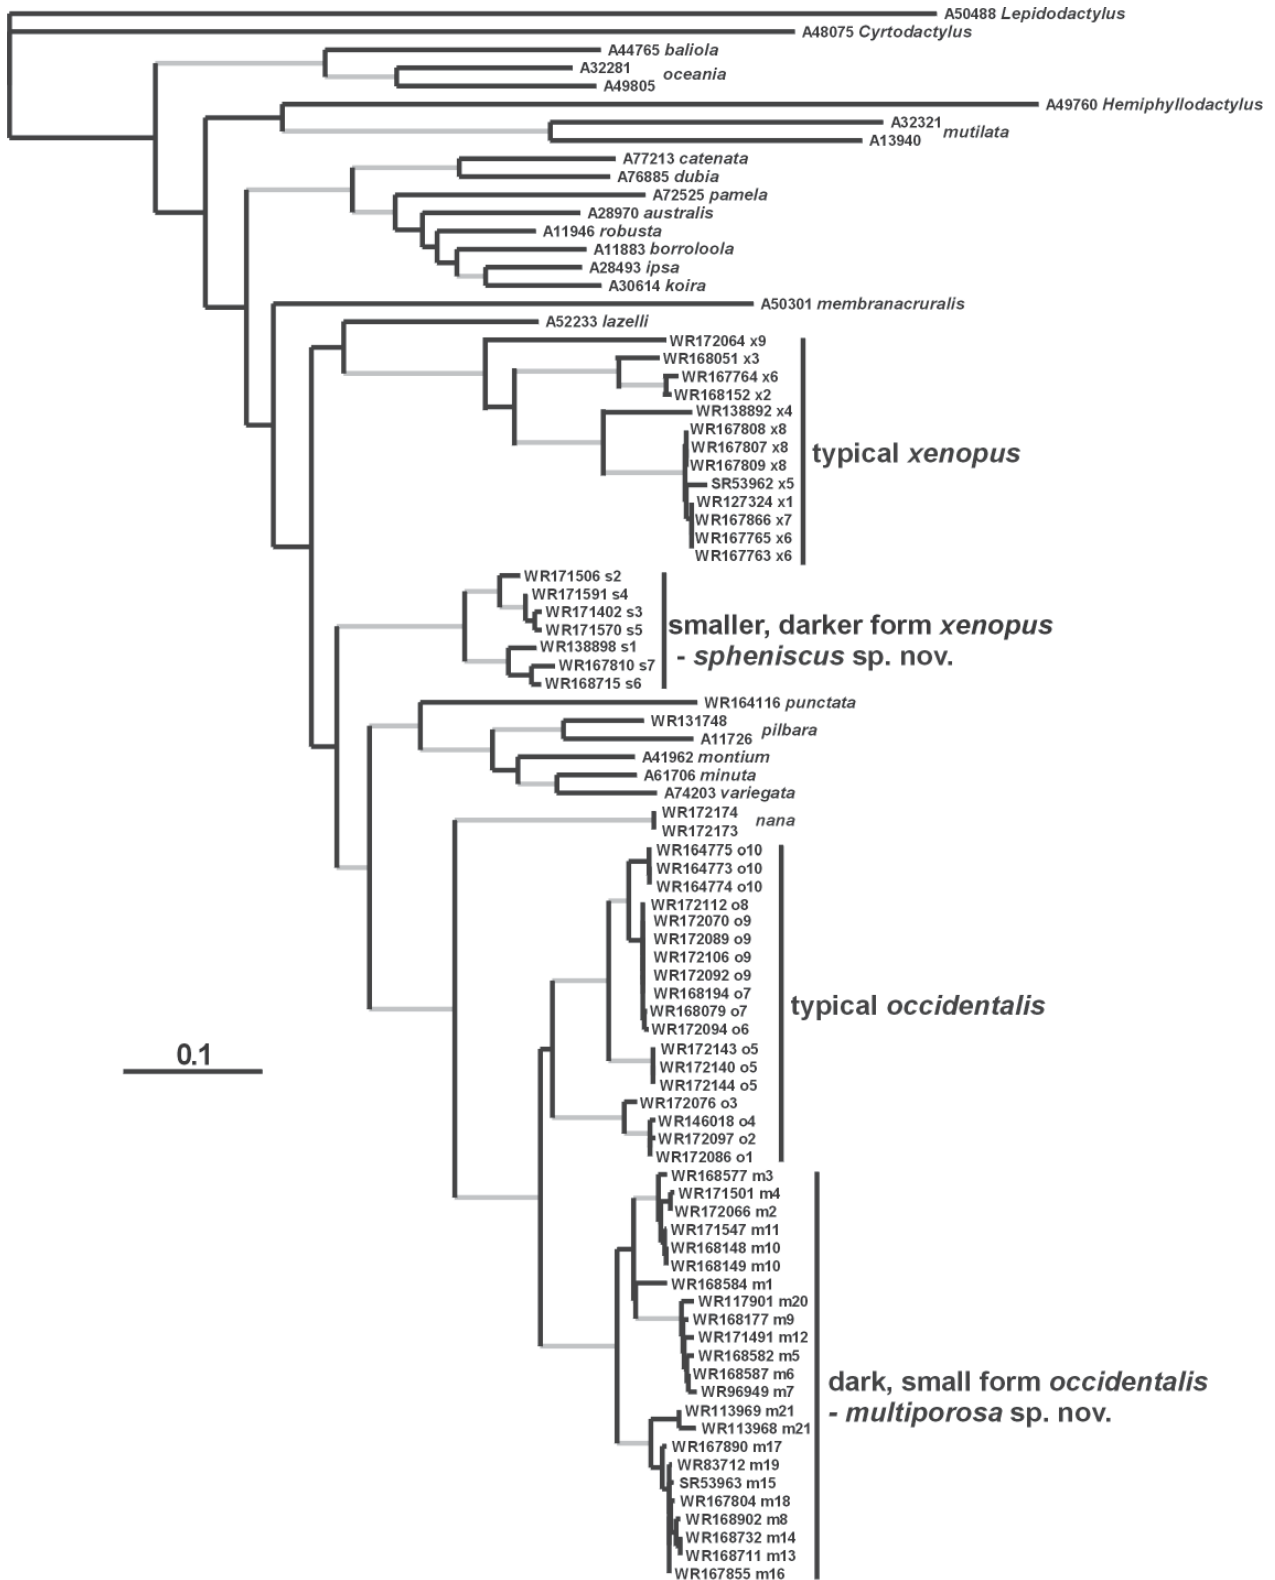 A50488 Lepidodactylus
A48075 Cyrtodactylus
A44765 baliola
A32281
oceania
A49805
A49760 Hemiphyllodactylus
A32321
mutilata
A13940
A77213 catenata
A76885 dubia
A72525 pamela
A28970 australis
A11946 robusta
A11883 borroloola
A28493 ipsa
A30614 koira
A50301 membranacruralis
A52233 lazelli
WR172064 x9
WR168051 x3
WR167764 x6
WR168152 x2
WR138892 x4
WR167808 x8
WR167807 x8
typical xenopus
WR167809 x8
SR53962 x5
WR127324 x1
WR167866 x7
WR167765 x6
WR167763 x6
WR171506 s2
WR171591 s4
WR171402 s3
WR171570 s5
smaller, darker form xenopus
- spheniscus sp. nov.
WR138898 s1
WR167810 s7
WR168715 s6
WR164116 punctata
WR131748
pilbara
A11726
A41962 montium
A61706 minuta
A74203 variegata
WR172174
nana
WR172173
WR164775 o10
WR164773 o10
WR164774 o10
WR172112 o8
WR172070 o9
WR172089 o9
WR172106 o9
WR172092 o9
WR168194 o7
typical occidentalis
WR168079 o7
WR172094 o6
WR172143 o5
0.1
WR172140 o5
WR172144 o5
WR172076 o3
WR146018 o4
WR172097 o2
WR172086 o1
WR168577 m3
WR171501 m4
WR172066 m2
WR171547 m11
WR168148 m10
WR168149 m10
WR168584 m1
WR117901 m20
WR168177 m9
WR171491 m12
WR168582 m5
WR168587 m6
WR96949 m7
dark, small form occidentalis
- multiporosa sp. nov.
WR113969 m21
WR113968 m21
WR167890 m17
WR83712 m19
SR53963 m15
WR167804 m18
WR168902 m8
WR168732 m14
WR168711 m13
WR167855 m16